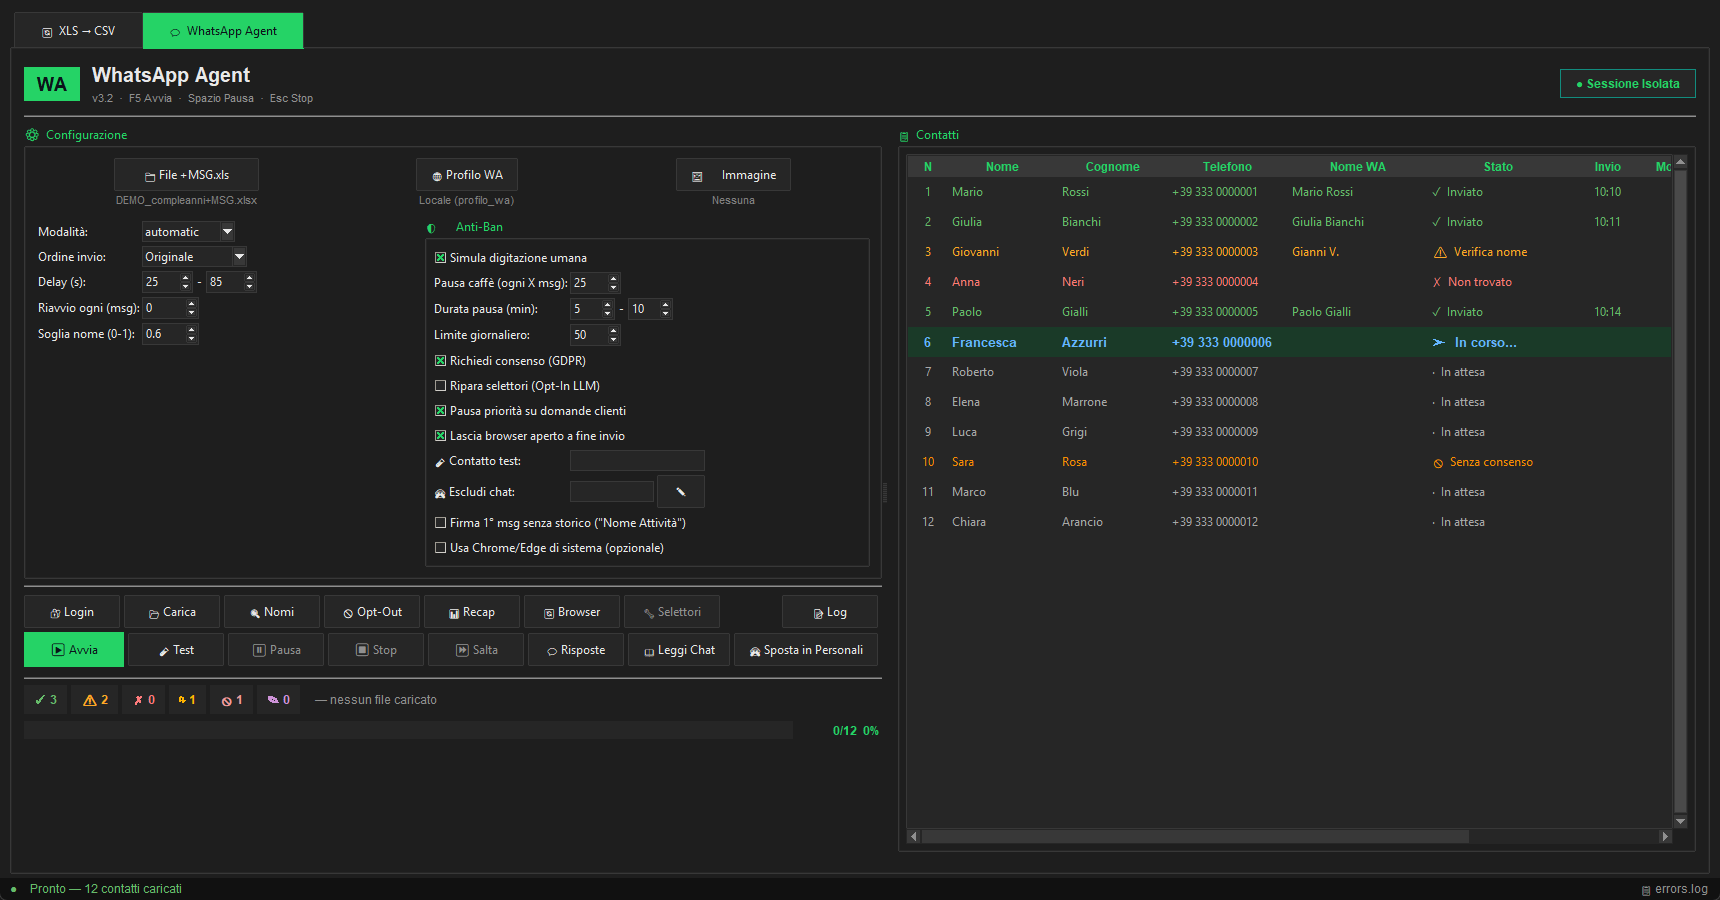 XLS → CSV
WhatsApp Agent
WA
WhatsApp Agent
v3.2 · F5 Avvia · Spazio Pausa · Esc Stop
● Sessione Isolata
Configurazione
File +MSG.xls
Profilo WA
Immagine
DEMO_compleanni+MSG.xlsx
Locale (profilo_wa)
Nessuna
Modalità: automatic
Ordine invio: Originale
Delay (s): 25 - 85
Riavvio ogni (msg): 0
Soglia nome (0-1): 0.6
Anti-Ban
Simula digitazione umana
Pausa caffè (ogni X msg): 25
Durata pausa (min): 5 - 10
Limite giornaliero: 50
Richiedi consenso (GDPR)
Ripara selettori (Opt-In LLM)
Pausa priorità su domande clienti
Lascia browser aperto a fine invio
Contatto test:
Escludi chat:
Firma 1° msg senza storico ("Nome Attività")
Usa Chrome/Edge di sistema (opzionale)
Login
Carica
Nomi
Opt-Out
Recap
Browser
Selettori
Log
Avvia
Test
Pausa
Stop
Salta
Risposte
Leggi Chat
Sposta in Personali
✓ 3
⚠ 2
✗ 0
1
1
0
— nessun file caricato
0/12 0%
Contatti
N Nome Cognome Telefono Nome WA Stato Invio Mo
1 Mario Rossi +39 333 0000001 Mario Rossi ✓ Inviato 10:10
2 Giulia Bianchi +39 333 0000002 Giulia Bianchi ✓ Inviato 10:11
3 Giovanni Verdi +39 333 0000003 Gianni V. ⚠ Verifica nome
4 Anna Neri +39 333 0000004 ✗ Non trovato
5 Paolo Gialli +39 333 0000005 Paolo Gialli ✓ Inviato 10:14
6 Francesca Azzurri +39 333 0000006 ➣ In corso...
7 Roberto Viola +39 333 0000007 · In attesa
8 Elena Marrone +39 333 0000008 · In attesa
9 Luca Grigi +39 333 0000009 · In attesa
10 Sara Rosa +39 333 0000010 Senza consenso
11 Marco Blu +39 333 0000011 · In attesa
12 Chiara Arancio +39 333 0000012 · In attesa
● Pronto — 12 contatti caricati
errors.log